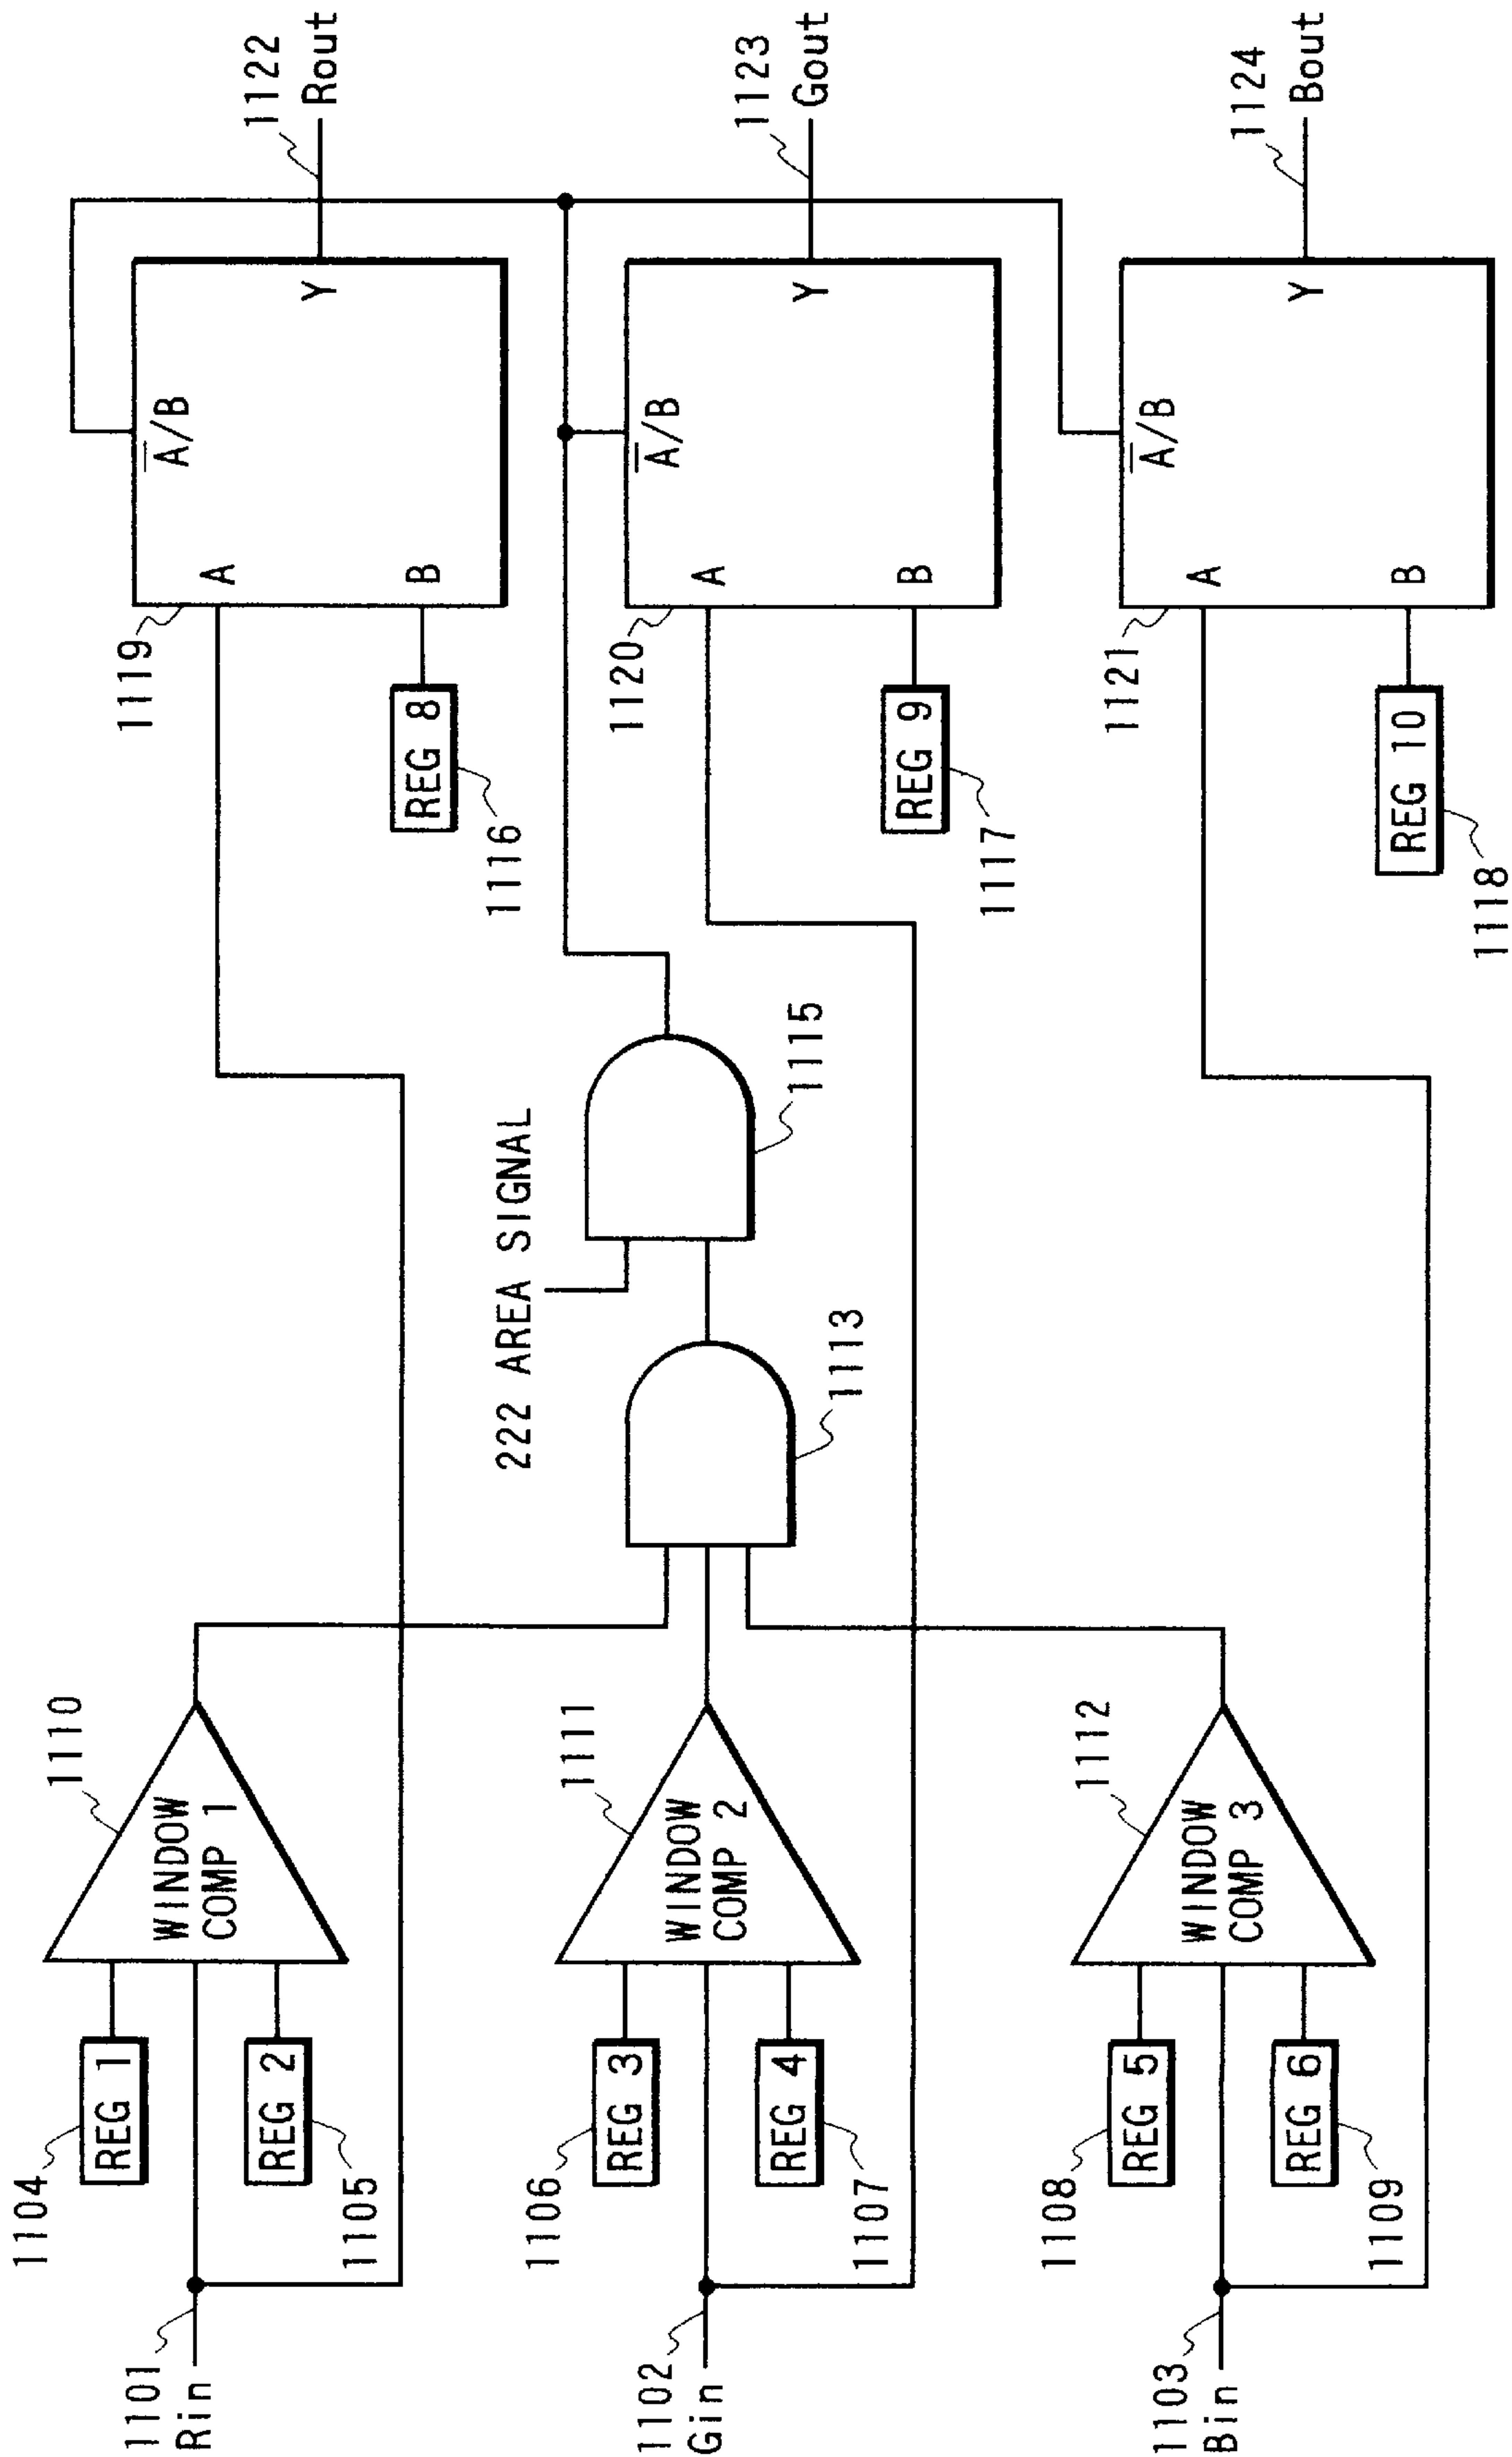 1101
Rin
1104
REG 1
1105
REG 2
1110
WINDOW
COMP 1
1119
A
B
A/B
Y
1116
REG 8
1122
Rout
222 AREA SIGNAL
1102
Gin
1106
REG 3
1107
REG 4
1111
WINDOW
COMP 2
1113
1115
1120
A
B
A/B
Y
1117
REG 9
1123
Gout
1103
Bin
1108
REG 5
1109
REG 6
1112
WINDOW
COMP 3
1121
A
B
A/B
Y
1118
REG 10
1124
Bout